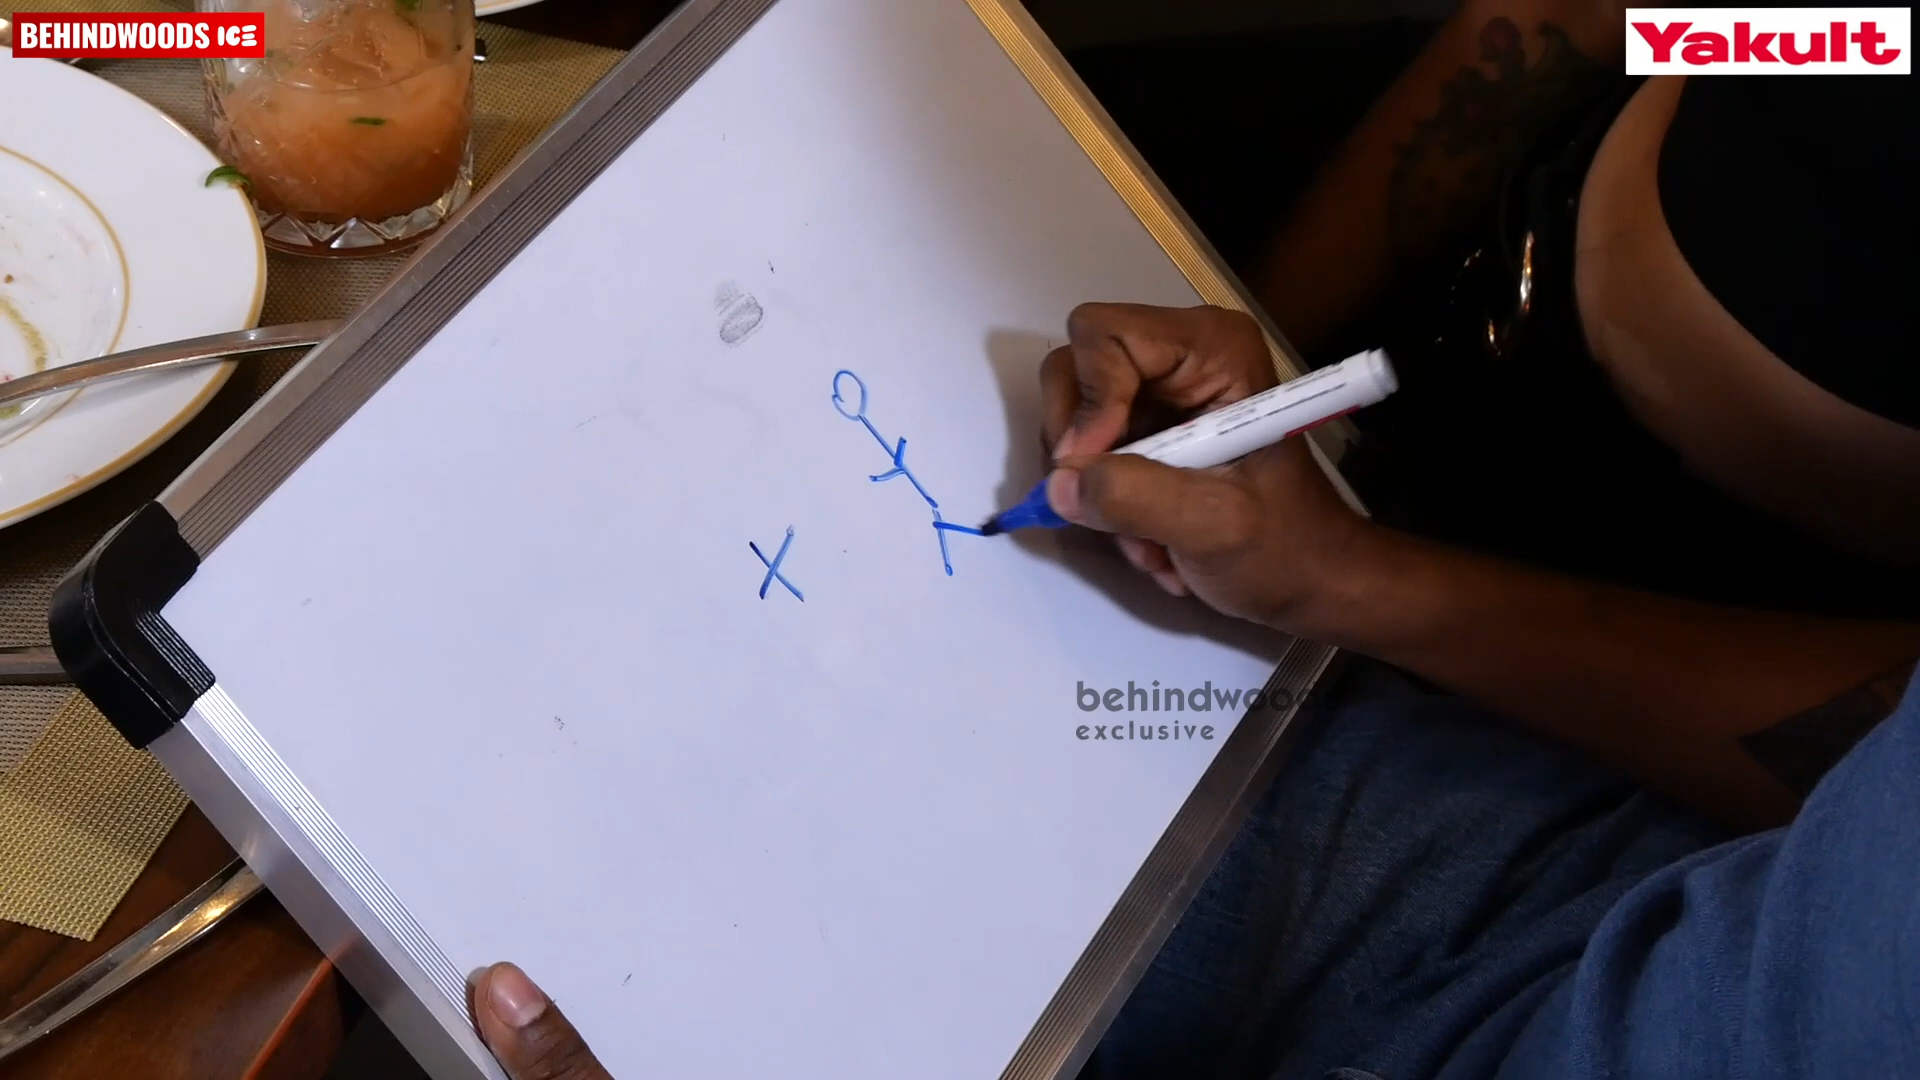 BEHINDWOODS ICE
Yakult
X
behindwoods
exclusive